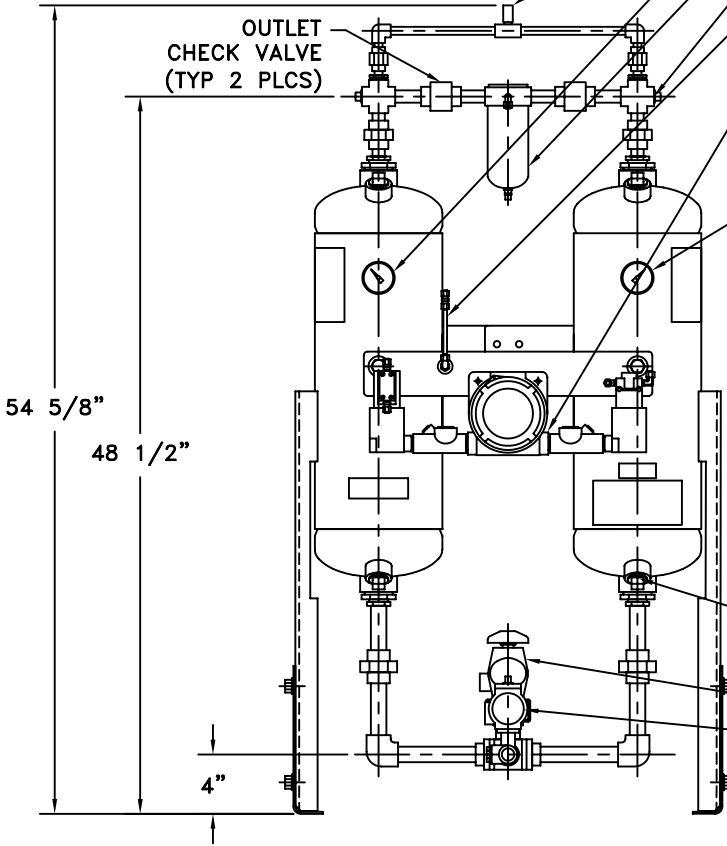 OUTLET
CHECK VALVE
(TYP 2 PLCS)
54 5/8”
48 1/2”
4”